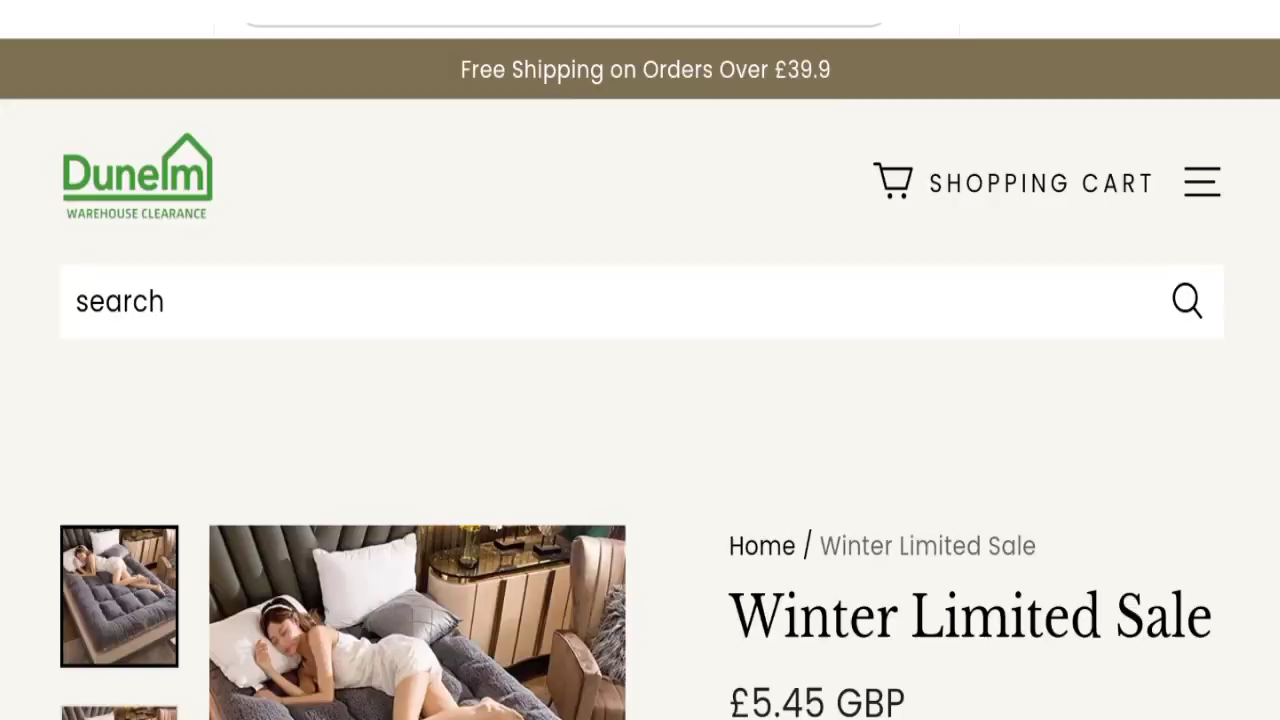 Free Shipping on Orders Over £39.9
Dunelm
WAREHOUSE CLEARANCE
SHOPPING CART
search
Home / Winter Limited Sale
Winter Limited Sale
£5.45 GBP